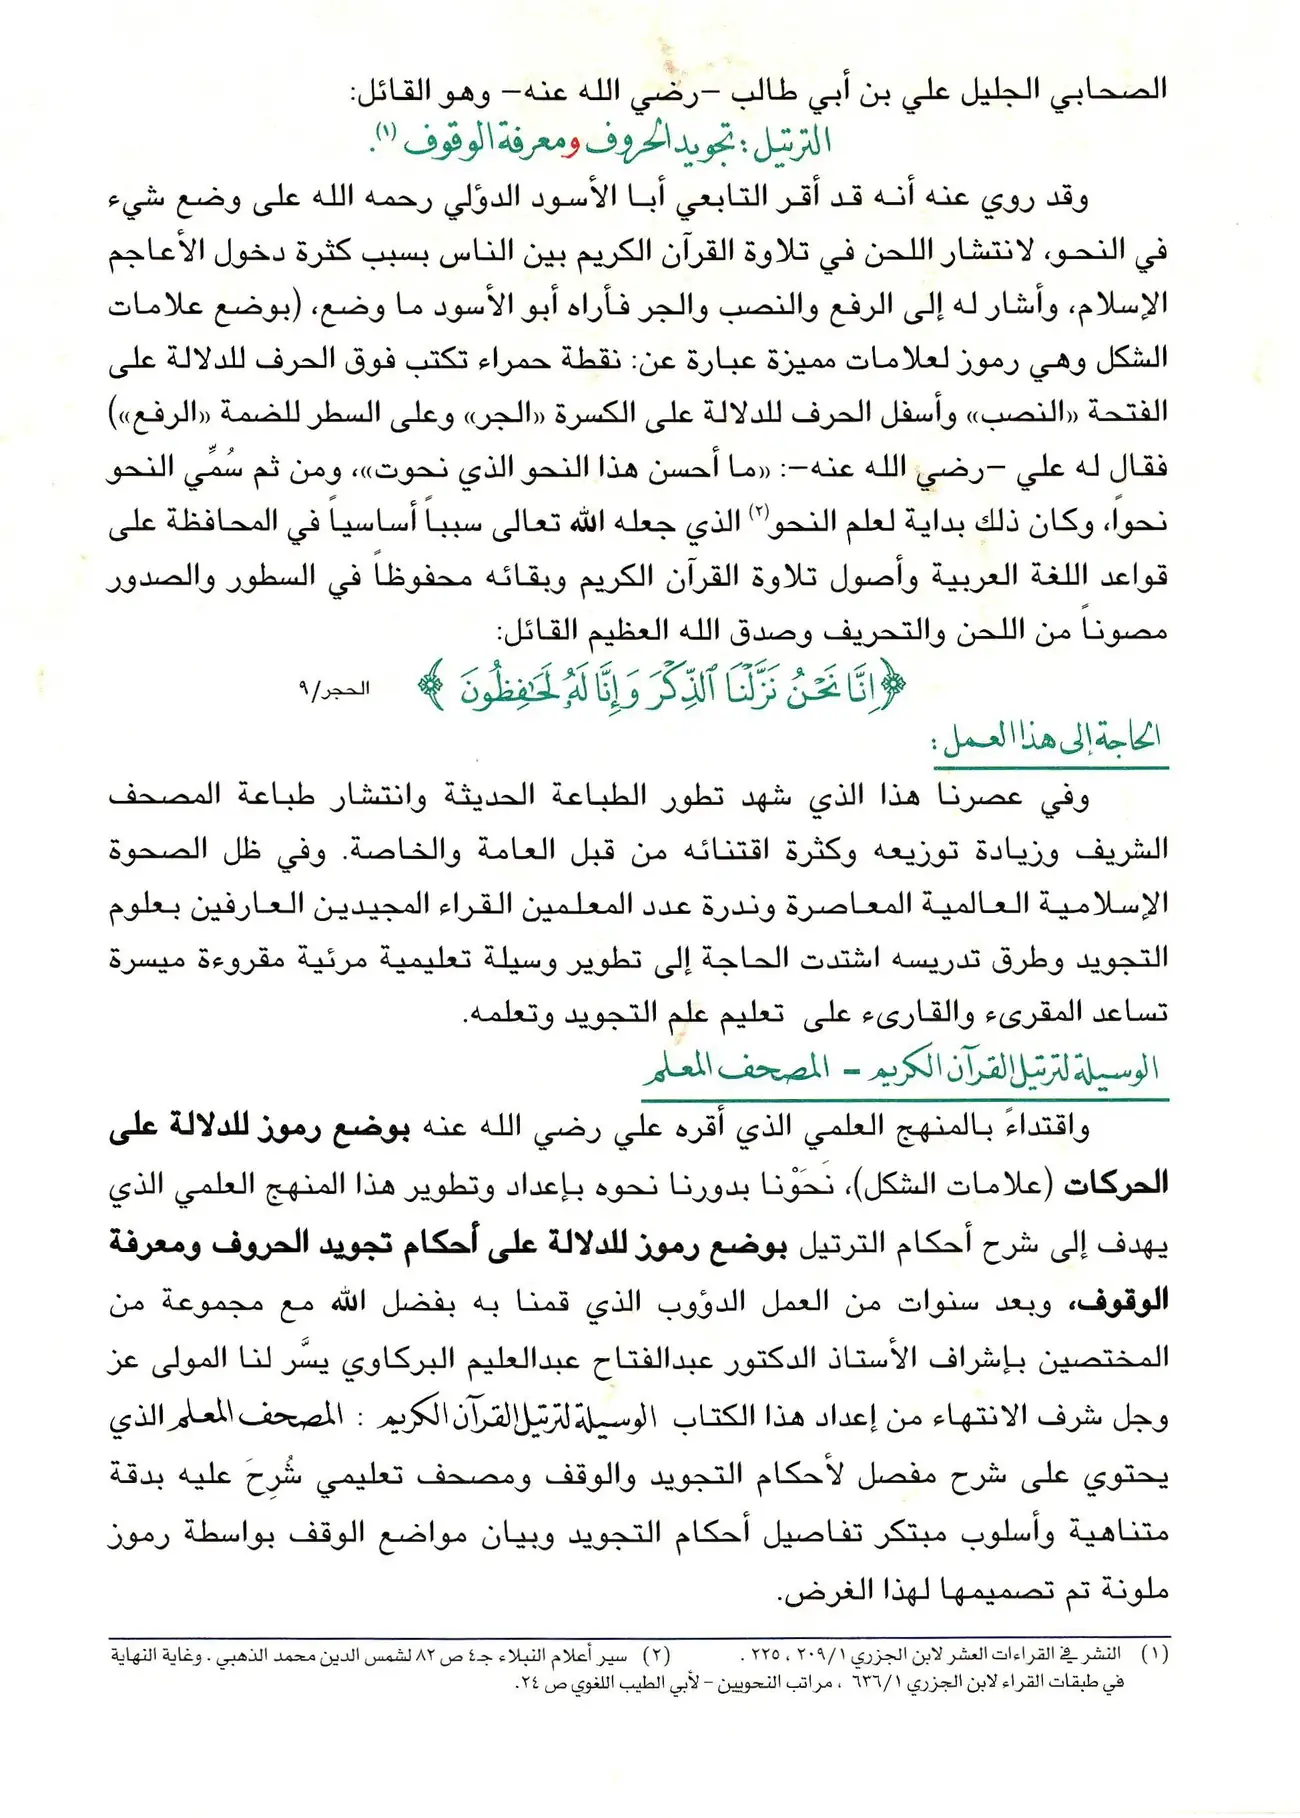 الصحابي الجليل علي بن أبي طالب –رضي الله عنه– وهو القائل:
الترتيل : تجويد الحروف ومعرفة الوقوف (١).
وقد روي عنه أنه قد أقر التابعي أبا الأسود الدؤلي رحمه الله على وضع شيء
في النحو، لانتشار اللحن في تلاوة القرآن الكريم بين الناس بسبب كثرة دخول الأعاجم
الإسلام، وأشار له إلى الرفع والنصب والجر فأراه أبو الأسود ما وضع، (بوضع علامات
الشكل وهي رموز لعلامات مميزة عبارة عن: نقطة حمراء تكتب فوق الحرف للدلالة على
الفتحة «النصب» وأسفل الحرف للدلالة على الكسرة «الجر» وعلى السطر للضمة «الرفع»)
فقال له علي –رضي الله عنه–: «ما أحسن هذا النحو الذي نحوت»، ومن ثم سُمِّي النحو
نحواً، وكان ذلك بداية لعلم النحو(٢) الذي جعله الله تعالى سبباً أساسياً في المحافظة على
قواعد اللغة العربية وأصول تلاوة القرآن الكريم وبقائه محفوظاً في السطور والصدور
مصوناً من اللحن والتحريف وصدق الله العظيم القائل:
﴿إِنَّا نَحْنُ نَزَّلْنَا ٱلذِّكْرَ وَإِنَّا لَهُۥ لَحَٰفِظُونَ﴾ الحجر/٩
الحاجة إلى هذا العمل :
وفي عصرنا هذا الذي شهد تطور الطباعة الحديثة وانتشار طباعة المصحف
الشريف وزيادة توزيعه وكثرة اقتنائه من قبل العامة والخاصة. وفي ظل الصحوة
الإسلامية العالمية المعاصرة وندرة عدد المعلمين القراء المجيدين العارفين بعلوم
التجويد وطرق تدريسه اشتدت الحاجة إلى تطوير وسيلة تعليمية مرئية مقروءة ميسرة
تساعد المقرىء والقارىء على تعليم علم التجويد وتعلمه.
الوسيلة لترتيل القرآن الكريم – المصحف المعلم
واقتداءً بالمنهج العلمي الذي أقره علي رضي الله عنه بوضع رموز للدلالة على
الحركات (علامات الشكل)، نَحَوْنا بدورنا نحوه بإعداد وتطوير هذا المنهج العلمي الذي
يهدف إلى شرح أحكام الترتيل بوضع رموز للدلالة على أحكام تجويد الحروف ومعرفة
الوقوف، وبعد سنوات من العمل الدؤوب الذي قمنا به بفضل الله مع مجموعة من
المختصين بإشراف الأستاذ الدكتور عبدالفتاح عبدالعليم البركاوي يسَّر لنا المولى عز
وجل شرف الانتهاء من إعداد هذا الكتاب الوسيلة لترتيل القرآن الكريم : المصحف المعلم الذي
يحتوي على شرح مفصل لأحكام التجويد والوقف ومصحف تعليمي شُرِحَ عليه بدقة
متناهية وأسلوب مبتكر تفاصيل أحكام التجويد وبيان مواضع الوقف بواسطة رموز
ملونة تم تصميمها لهذا الغرض.
(١) النشر في القراءات العشر لابن الجزري ٢٠٩/١ ، ٢٢٥ . (٢) سير أعلام النبلاء جـ٤ ص ٨٢ لشمس الدين محمد الذهبي . وغاية النهاية
في طبقات القراء لابن الجزري ٦٣٦/١ ، مراتب النحويين – لأبي الطيب اللغوي ص ٢٤.